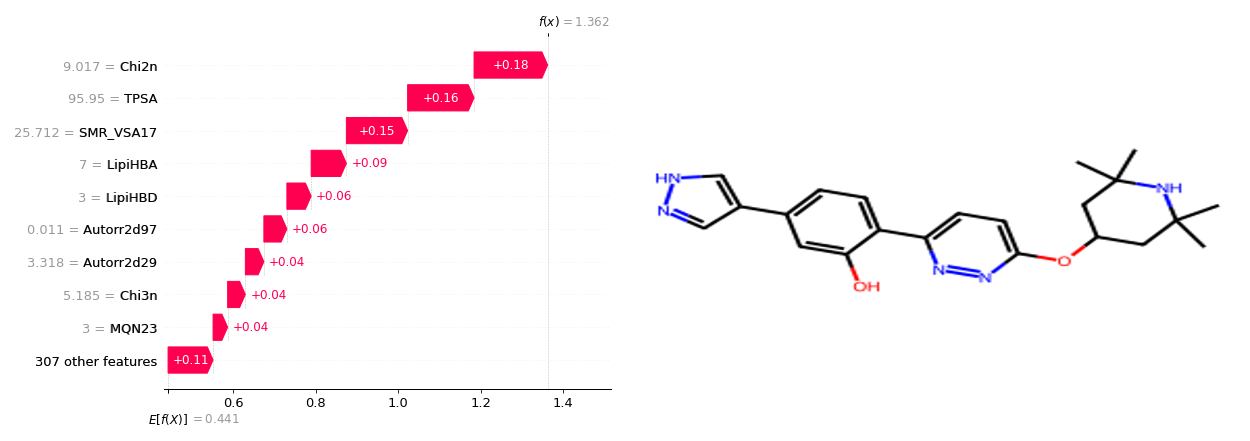 f(x) = 1.362
9.017 = Chi2n
+0.18
95.95 = TPSA
+0.16
25.712 = SMR_VSA17
+0.15
7 = LipiHBA
+0.09
3 = LipiHBD
+0.06
0.011 = Autorr2d97
+0.06
3.318 = Autorr2d29
+0.04
5.185 = Chi3n
+0.04
3 = MQN23
+0.04
307 other features
+0.11
0.6 0.8 1.0 1.2 1.4
E[f(X)] = 0.441
HN
N
OH
N
N
O
NH